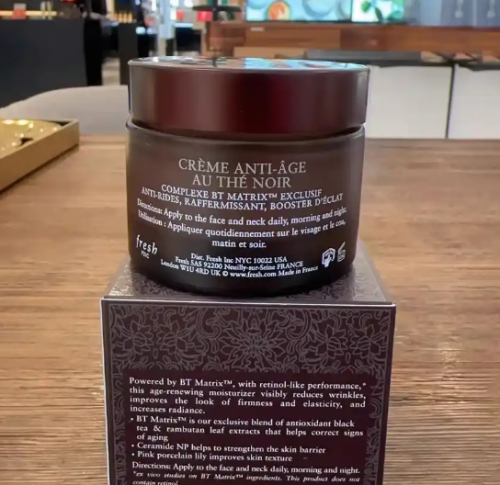 CRÈME ANTI-ÂGE
AU THÉ NOIR
COMPLEXE BT MATRIX™ EXCLUSIF
ANTI-RIDES, RAFFERMISSANT, BOOSTER D'ÉCLAT
Directions: Apply to the face and neck daily, morning and night.
Utilisation : Appliquer quotidiennement sur le visage et le cou,
matin et soir.
fresh
Dist. Fresh Inc NYC 10022 USA
Fresh SAS 92200 Neuilly-sur-Seine FRANCE
London W1U 4RD UK © www.fresh.com Made in France
Powered by BT Matrix™, with retinol-like performance,*
this age-renewing moisturizer visibly reduces wrinkles,
improves the look of firmness and elasticity, and
increases radiance.
• BT Matrix™ is our exclusive blend of antioxidant black
tea & rambutan leaf extracts that helps correct signs
of aging
• Ceramide NP helps to strengthen the skin barrier
• Pink porcelain lily improves skin texture
Directions: Apply to the face and neck daily, morning and night.
*ex vivo studies on BT Matrix™ ingredients. This product does not
contain retinol.